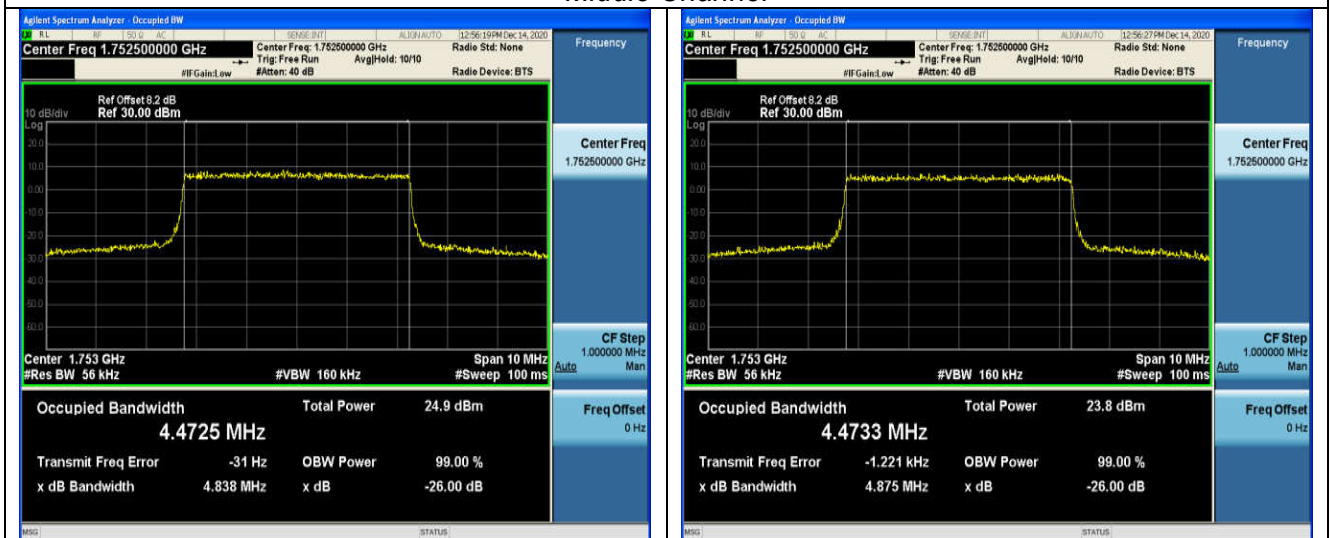 Middle Channel
Agilent Spectrum Analyzer - Occupied BW
RL RF 50 Ω AC SENSE:INT ALIGNAUTO 12:56:19PM Dec 14, 2020
Center Freq 1.752500000 GHz
Center Freq: 1.752500000 GHz
Radio Std: None
Trig: Free Run Avg|Hold: 10/10
#IFGain:Low #Atten: 40 dB Radio Device: BTS
Ref Offset 8.2 dB
10 dB/div Ref 30.00 dBm
Log
20.0
10.0
0.00
-10.0
-20.0
-30.0
-40.0
-50.0
-60.0
Center 1.753 GHz Span 10 MHz
#Res BW 56 kHz #VBW 160 kHz #Sweep 100 ms
Occupied Bandwidth Total Power 24.9 dBm
4.4725 MHz
Transmit Freq Error -31 Hz OBW Power 99.00 %
x dB Bandwidth 4.838 MHz x dB -26.00 dB
MSG STATUS
Frequency
Center Freq
1.752500000 GHz
CF Step
1.000000 MHz
Auto Man
Freq Offset
0 Hz
Agilent Spectrum Analyzer - Occupied BW
RL RF 50 Ω AC SENSE:INT ALIGNAUTO 12:56:27PM Dec 14, 2020
Center Freq 1.752500000 GHz
Center Freq: 1.752500000 GHz
Radio Std: None
Trig: Free Run Avg|Hold: 10/10
#IFGain:Low #Atten: 40 dB Radio Device: BTS
Ref Offset 8.2 dB
10 dB/div Ref 30.00 dBm
Log
20.0
10.0
0.00
-10.0
-20.0
-30.0
-40.0
-50.0
-60.0
Center 1.753 GHz Span 10 MHz
#Res BW 56 kHz #VBW 160 kHz #Sweep 100 ms
Occupied Bandwidth Total Power 23.8 dBm
4.4733 MHz
Transmit Freq Error -1.221 kHz OBW Power 99.00 %
x dB Bandwidth 4.875 MHz x dB -26.00 dB
MSG STATUS
Frequency
Center Freq
1.752500000 GHz
CF Step
1.000000 MHz
Auto Man
Freq Offset
0 Hz